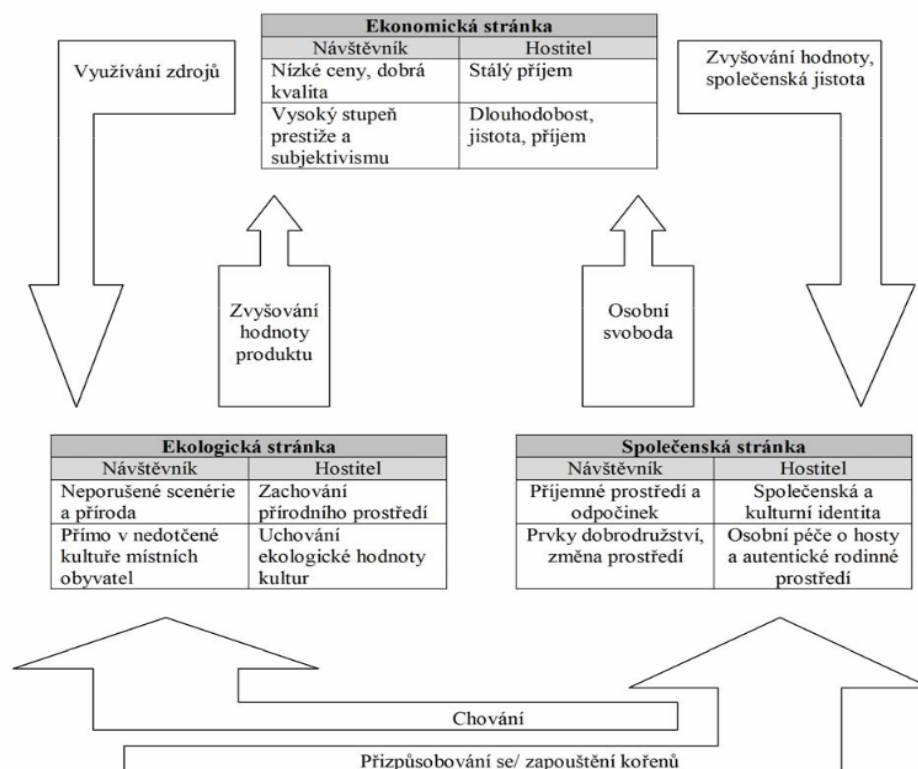 Ekonomická stránka
Návštěvník Hostitel
Nízké ceny, dobrá
kvalita
Stálý příjem
Vysoký stupeň
prestiže a
subjektivismu
Dlouhodobost,
jistota, příjem
Využívání zdrojů
Zvyšování hodnoty,
společenská jistota
Zvyšování
hodnoty
produktu
Osobní
svoboda
Ekologická stránka
Návštěvník Hostitel
Neporušené scenérie
a příroda
Zachování
přírodního prostředí
Přímo v nedotčené
kultuře místních
obyvatel
Uchování
ekologické hodnoty
kultur
Společenská stránka
Návštěvník Hostitel
Příjemné prostředí a
odpočinek
Společenská a
kulturní identita
Prvky dobrodružství,
změna prostředí
Osobní péče o hosty
a autentické rodinné
prostředí
Chování
Přizpůsobování se/ zapouštění kořenů